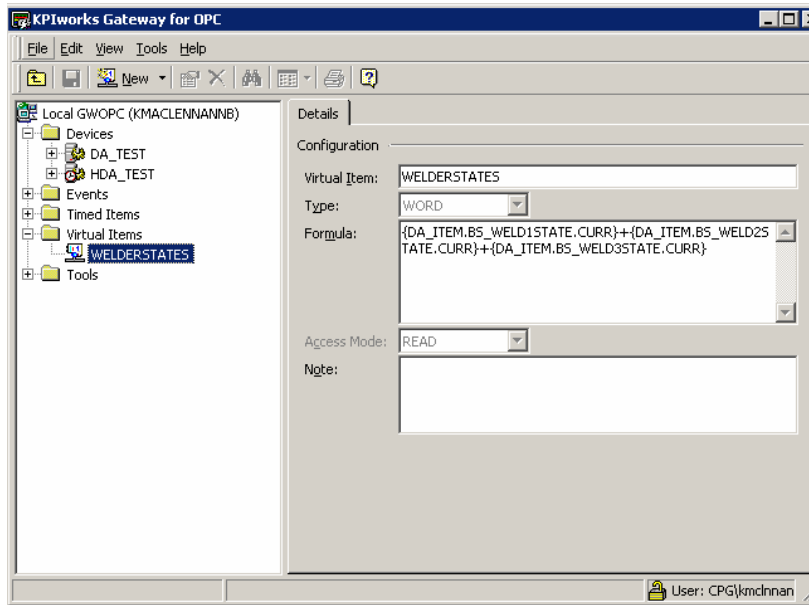 KPIworks Gateway for OPC
File Edit View Tools Help
New
Local GWOPC (KMACLENNANNB)
Devices
DA_TEST
HDA_TEST
Events
Timed Items
Virtual Items
WELDERSTATES
Tools
Details
Configuration
Virtual Item: WELDERSTATES
Type: WORD
Formula: {DA_ITEM.BS_WELD1STATE.CURR}+{DA_ITEM.BS_WELD2S
TATE.CURR}+{DA_ITEM.BS_WELD3STATE.CURR}
Access Mode: READ
Note:
User: CPG\kmclnnan